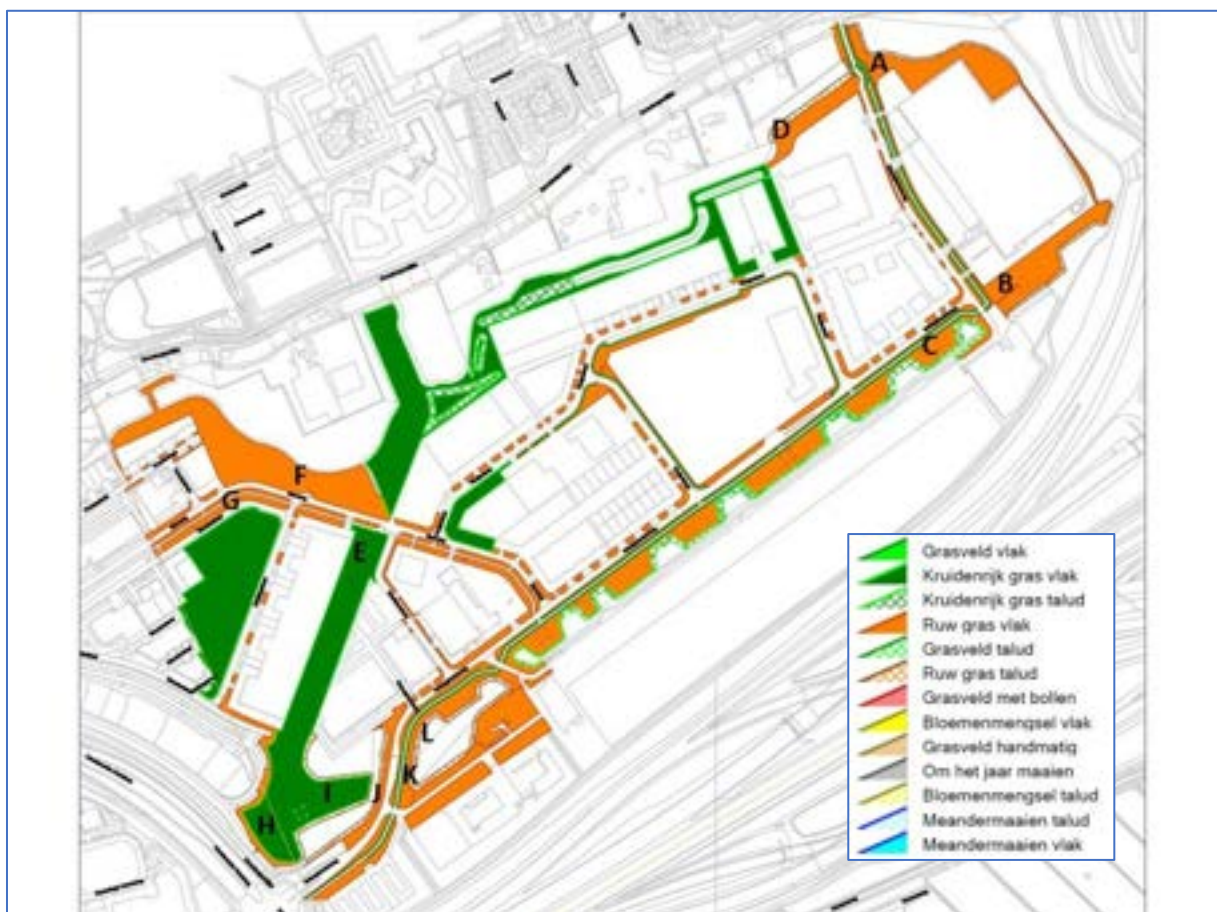 A
D
B
C
F
G
E
L
K
J
I
H
Grasveld vlak
Kruidenrijk gras vlak
Kruidenrijk gras talud
Ruw gras vlak
Grasveld talud
Ruw gras talud
Grasveld met bollen
Bloemenmengsel vlak
Grasveld handmatig
Om het jaar maaien
Bloemenmengsel talud
Meandermaaien talud
Meandermaaien vlak